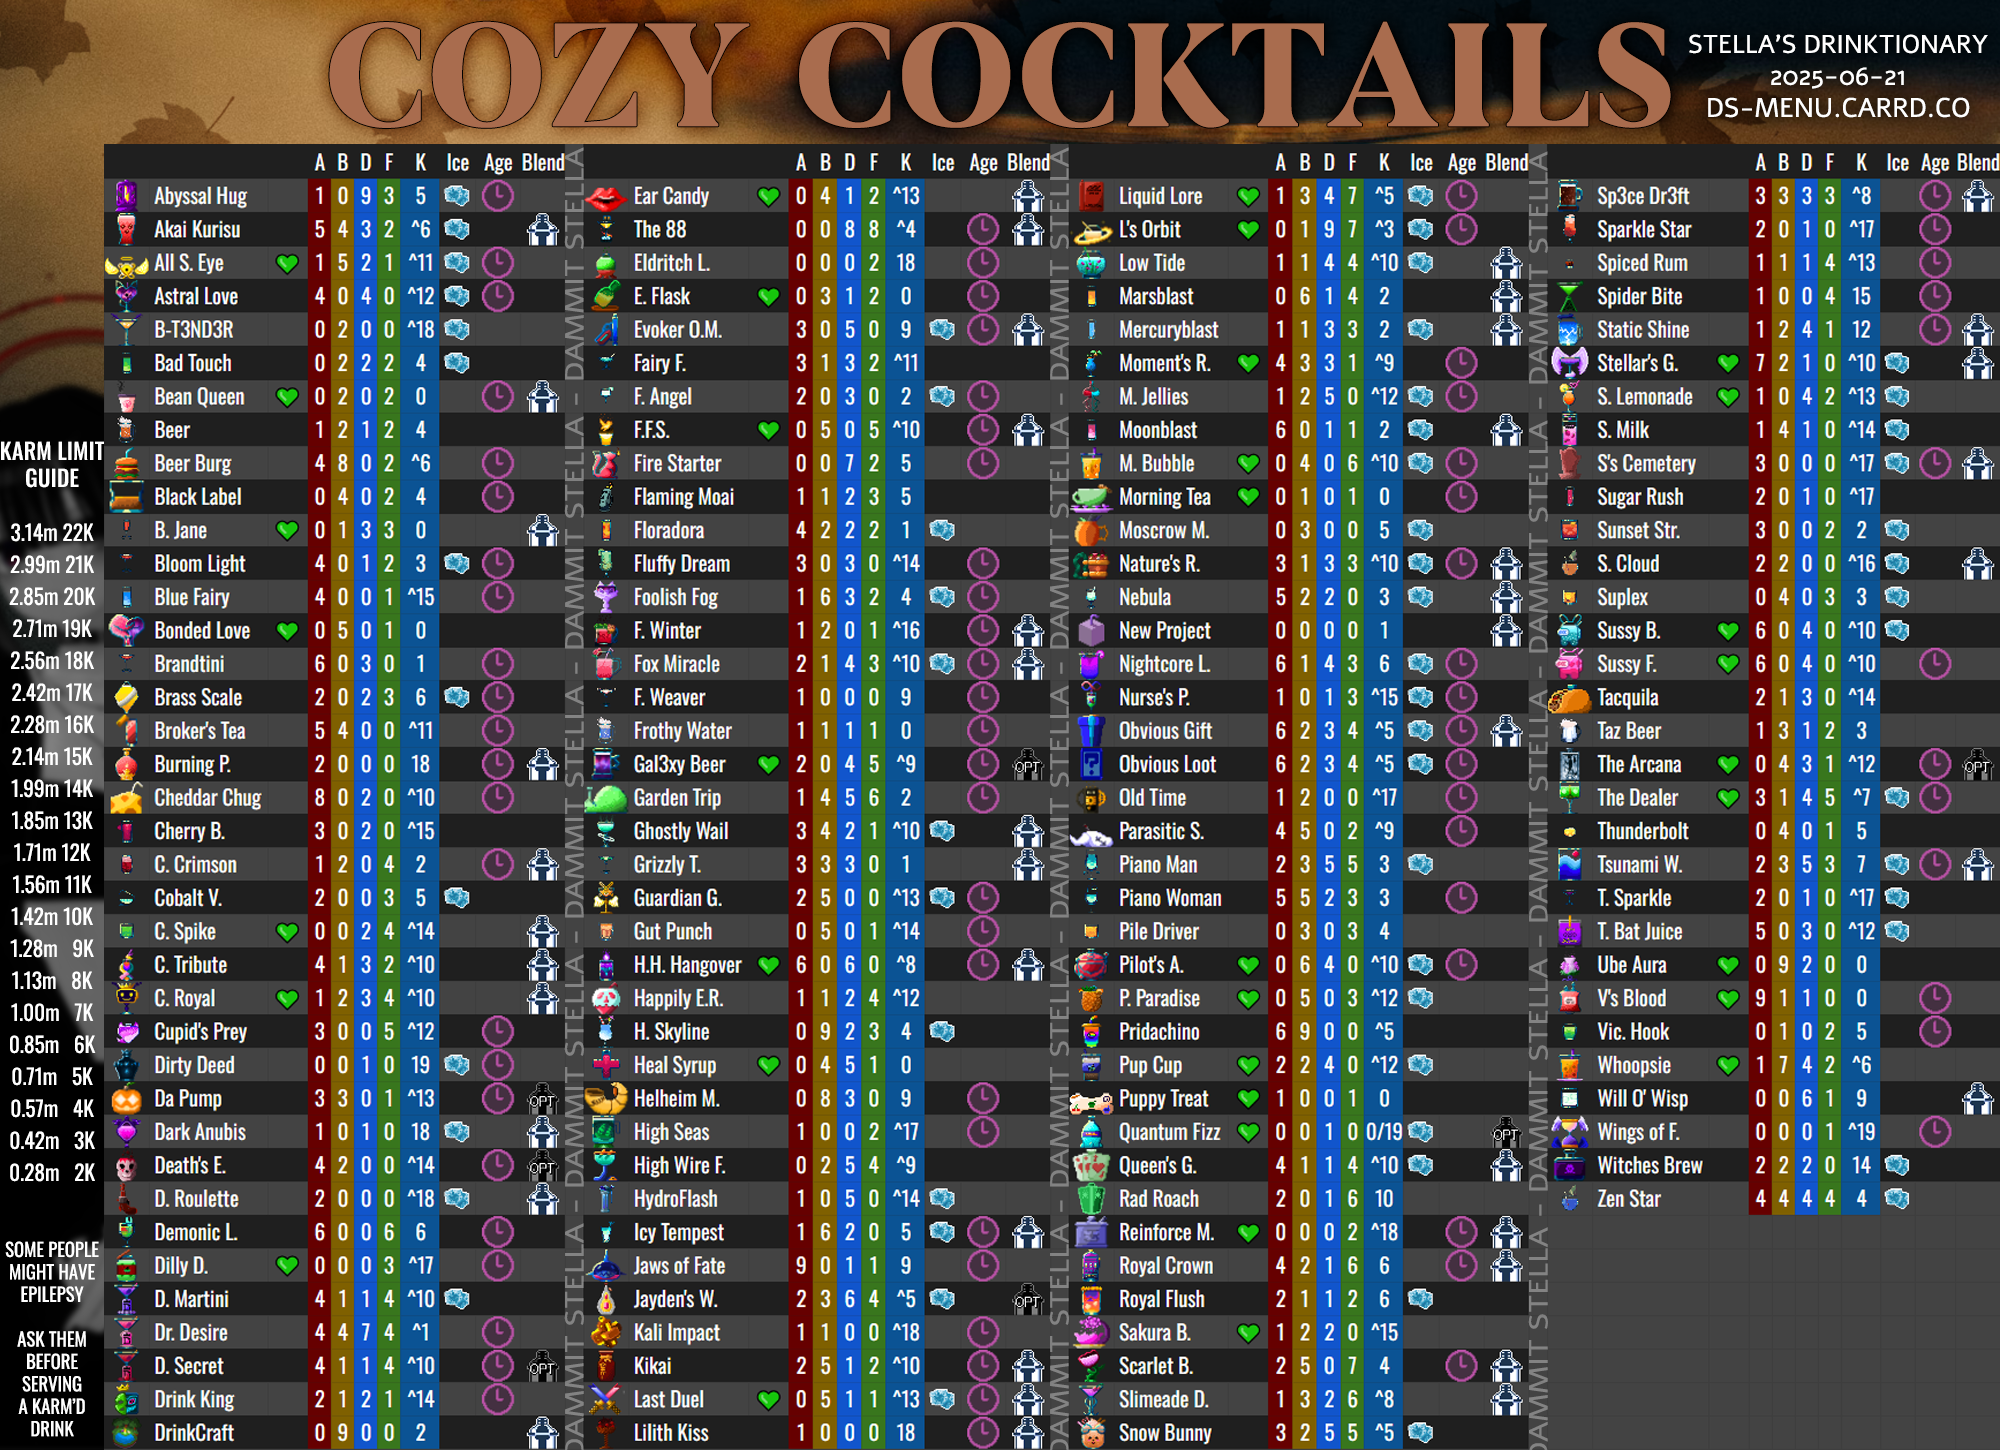 COZY COCKTAILS
STELLA'S DRINKTIONARY
2025-06-21
DS-MENU.CARRD.CO
KARM LIMIT
GUIDE
3.14m 22K
2.99m 21K
2.85m 20K
2.71m 19K
2.56m 18K
2.42m 17K
2.28m 16K
2.14m 15K
1.99m 14K
1.85m 13K
1.71m 12K
1.56m 11K
1.42m 10K
1.28m 9K
1.13m 8K
1.00m 7K
0.85m 6K
0.71m 5K
0.57m 4K
0.42m 3K
0.28m 2K
SOME PEOPLE
MIGHT HAVE
EPILEPSY
ASK THEM
BEFORE
SERVING
A KARM'D
DRINK
A B D F K Ice Age Blend
Abyssal Hug 1 0 9 3 5
Akai Kurisu 5 4 3 2 ^6
All S. Eye 1 5 2 1 ^11
Astral Love 4 0 4 0 ^12
B-T3ND3R 0 2 0 0 ^18
Bad Touch 0 2 2 2 4
Bean Queen 0 2 0 2 0
Beer 1 2 1 2 4
Beer Burg 4 8 0 2 ^6
Black Label 0 4 0 2 4
B. Jane 0 1 3 3 0
Bloom Light 4 0 1 2 3
Blue Fairy 4 0 0 1 ^15
Bonded Love 0 5 0 1 0
Brandtini 6 0 3 0 1
Brass Scale 2 0 2 3 6
Broker's Tea 5 4 0 0 ^11
Burning P. 2 0 0 0 18
Cheddar Chug 8 0 2 0 ^10
Cherry B. 3 0 2 0 ^15
C. Crimson 1 2 0 4 2
Cobalt V. 2 0 0 3 5
C. Spike 0 0 2 4 ^14
C. Tribute 4 1 3 2 ^10
C. Royal 1 2 3 4 ^10
Cupid's Prey 3 0 0 5 ^12
Dirty Deed 0 0 1 0 19
Da Pump 3 3 0 1 ^13 OPT
Dark Anubis 1 0 1 0 18
Death's E. 4 2 0 0 ^14 OPT
D. Roulette 2 0 0 0 ^18
Demonic L. 6 0 0 6 6
Dilly D. 0 0 0 3 ^17
D. Martini 4 1 1 4 ^10
Dr. Desire 4 4 7 4 ^1
D. Secret 4 1 1 4 ^10 OPT
Drink King 2 1 2 1 ^14
DrinkCraft 0 9 0 0 2
DAMMIT STELLA - DAMMIT STELLA - DAMMIT STELLA - DAMMIT STELLA
A B D F K Ice Age Blend
Ear Candy 0 4 1 2 ^13
The 88 0 0 8 8 ^4
Eldritch L. 0 0 0 2 18
E. Flask 0 3 1 2 0
Evoker O.M. 3 0 5 0 9
Fairy F. 3 1 3 2 ^11
F. Angel 2 0 3 0 2
F.F.S. 0 5 0 5 ^10
Fire Starter 0 0 7 2 5
Flaming Moai 1 1 2 3 5
Floradora 4 2 2 2 1
Fluffy Dream 3 0 3 0 ^14
Foolish Fog 1 6 3 2 4
F. Winter 1 2 0 1 ^16
Fox Miracle 2 1 4 3 ^10
F. Weaver 1 0 0 0 9
Frothy Water 1 1 1 1 0
Gal3xy Beer 2 0 4 5 ^9 OPT
Garden Trip 1 4 5 6 2
Ghostly Wail 3 4 2 1 ^10
Grizzly T. 3 3 3 0 1
Guardian G. 2 5 0 0 ^13
Gut Punch 0 5 0 1 ^14
H.H. Hangover 6 0 6 0 ^8
Happily E.R. 1 1 2 4 ^12
H. Skyline 0 9 2 3 4
Heal Syrup 0 4 5 1 0
Helheim M. 0 8 3 0 9
High Seas 1 0 0 2 ^17
High Wire F. 0 2 5 4 ^9
HydroFlash 1 0 5 0 ^14
Icy Tempest 1 6 2 0 5
Jaws of Fate 9 0 1 1 9
Jayden's W. 2 3 6 4 ^5 OPT
Kali Impact 1 1 0 0 ^18
Kikai 2 5 1 2 ^10
Last Duel 0 5 1 1 ^13
Lilith Kiss 1 0 0 0 18
DAMMIT STELLA - DAMMIT STELLA - DAMMIT STELLA - DAMMIT STELLA
A B D F K Ice Age Blend
Liquid Lore 1 3 4 7 ^5
L's Orbit 0 1 9 7 ^3
Low Tide 1 1 4 4 ^10
Marsblast 0 6 1 4 2
Mercuryblast 1 1 3 3 2
Moment's R. 4 3 3 1 ^9
M. Jellies 1 2 5 0 ^12
Moonblast 6 0 1 1 2
M. Bubble 0 4 0 6 ^10
Morning Tea 0 1 0 1 0
Moscrow M. 0 3 0 0 5
Nature's R. 3 1 3 3 ^10
Nebula 5 2 2 0 3
New Project 0 0 0 0 1
Nightcore L. 6 1 4 3 6
Nurse's P. 1 0 1 3 ^15
Obvious Gift 6 2 3 4 ^5
Obvious Loot 6 2 3 4 ^5
Old Time 1 2 0 0 ^17
Parasitic S. 4 5 0 2 ^9
Piano Man 2 3 5 5 3
Piano Woman 5 5 2 3 3
Pile Driver 0 3 0 3 4
Pilot's A. 0 6 4 0 ^10
P. Paradise 0 5 0 3 ^12
Pridachino 6 9 0 0 ^5
Pup Cup 2 2 4 0 ^12
Puppy Treat 1 0 0 1 0
Quantum Fizz 0 0 1 0 0/19 OPT
Queen's G. 4 1 1 4 ^10
Rad Roach 2 0 1 6 10
Reinforce M. 0 0 0 2 ^18
Royal Crown 4 2 1 6 6
Royal Flush 2 1 1 2 6
Sakura B. 1 2 2 0 ^15
Scarlet B. 2 5 0 7 4
Slimeade D. 1 3 2 6 ^8
Snow Bunny 3 2 5 5 ^5
DAMMIT STELLA - DAMMIT STELLA - DAMMIT STELLA - DAMMIT STELLA
A B D F K Ice Age Blend
Sp3ce Dr3ft 3 3 3 3 ^8
Sparkle Star 2 0 1 0 ^17
Spiced Rum 1 1 1 4 ^13
Spider Bite 1 0 0 4 15
Static Shine 1 2 4 1 12
Stellar's G. 7 2 1 0 ^10
S. Lemonade 1 0 4 2 ^13
S. Milk 1 4 1 0 ^14
S's Cemetery 3 0 0 0 ^17
Sugar Rush 2 0 1 0 ^17
Sunset Str. 3 0 0 2 2
S. Cloud 2 2 0 0 ^16
Suplex 0 4 0 3 3
Sussy B. 6 0 4 0 ^10
Sussy F. 6 0 4 0 ^10
Tacquila 2 1 3 0 ^14
Taz Beer 1 3 1 2 3
The Arcana 0 4 3 1 ^12 OPT
The Dealer 3 1 4 5 ^7
Thunderbolt 0 4 0 1 5
Tsunami W. 2 3 5 3 7
T. Sparkle 2 0 1 0 ^17
T. Bat Juice 5 0 3 0 ^12
Ube Aura 0 9 2 0 0
V's Blood 9 1 1 0 0
Vic. Hook 0 1 0 2 5
Whoopsie 1 7 4 2 ^6
Will O' Wisp 0 0 6 1 9
Wings of F. 0 0 0 1 ^19
Witches Brew 2 2 2 0 14
Zen Star 4 4 4 4 4